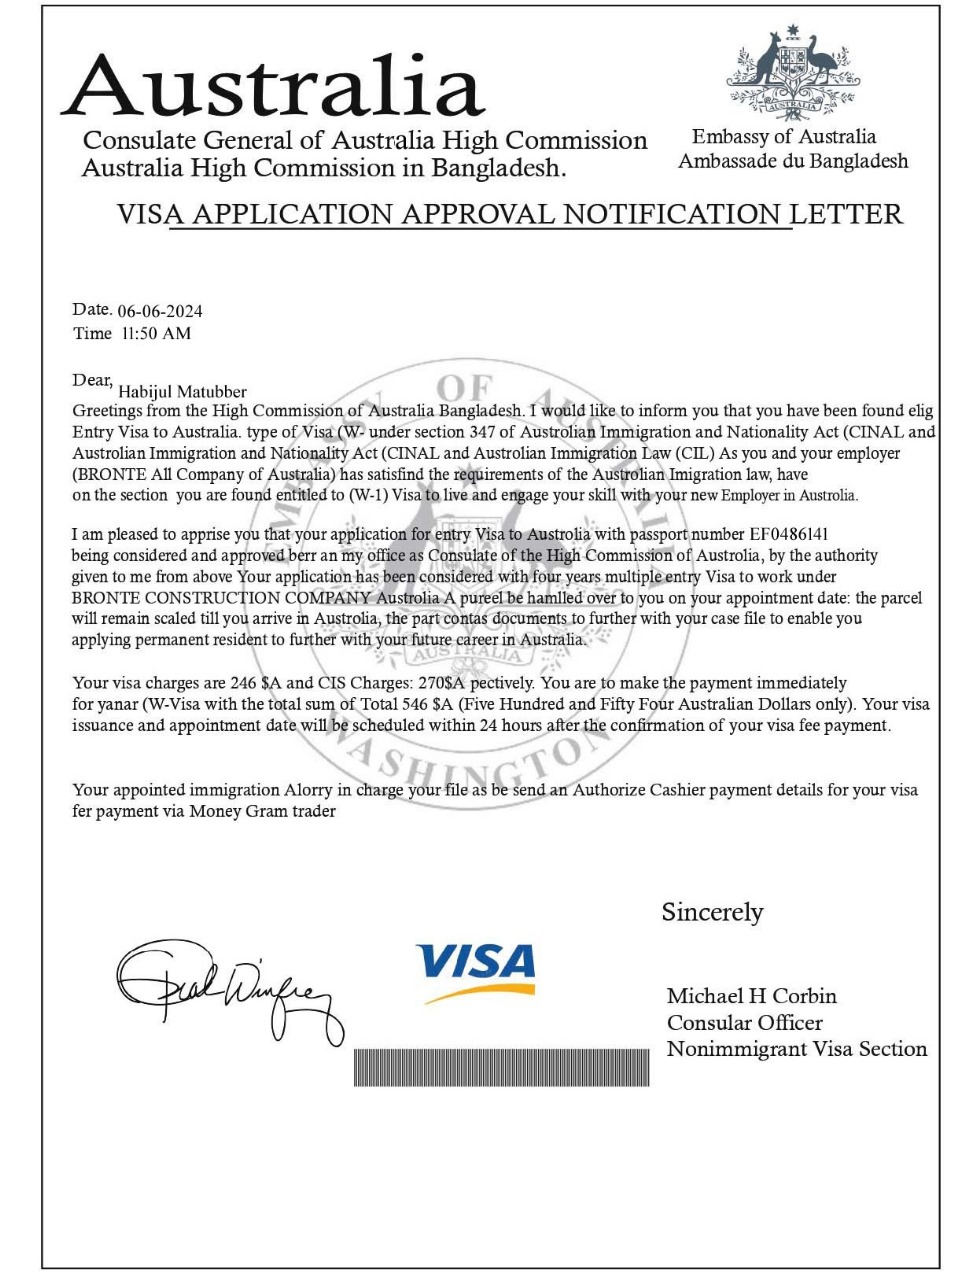 Australia
Consulate General of Australia High Commission
Australia High Commission in Bangladesh.
AUSTRALIA
Embassy of Australia
Ambassade du Bangladesh
VISA APPLICATION APPROVAL NOTIFICATION LETTER
Date. 06-06-2024
Time 11:50 AM
Dear, Habijul Matubber
Greetings from the High Commission of Australia Bangladesh. I would like to inform you that you have been found elig
Entry Visa to Australia. type of Visa (W- under section 347 of Austrolian Immigration and Nationality Act (CINAL and
Austrolian Immigration and Nationality Act (CINAL and Austrolian Immigration Law (CIL) As you and your employer
(BRONTE All Company of Australia) has satisfind the requirements of the Austrolian Imigration law, have
on the section you are found entitled to (W-1) Visa to live and engage your skill with your new Employer in Austrolia.
I am pleased to apprise you that your application for entry Visa to Austrolia with passport number EF0486141
being considered and approved berr an my office as Consulate of the High Commission of Austrolia, by the authority
given to me from above Your application has been considered with four years multiple entry Visa to work under
BRONTE CONSTRUCTION COMPANY Austrolia A pureel be hamlled over to you on your appointment date: the parcel
will remain scaled till you arrive in Austrolia, the part contas documents to further with your case file to enable you
applying permanent resident to further with your future career in Australia.
Your visa charges are 246 $A and CIS Charges: 270$A pectively. You are to make the payment immediately
for yanar (W-Visa with the total sum of Total 546 $A (Five Hundred and Fifty Four Australian Dollars only). Your visa
issuance and appointment date will be scheduled within 24 hours after the confirmation of your visa fee payment.
Your appointed immigration Alorry in charge your file as be send an Authorize Cashier payment details for your visa
fer payment via Money Gram trader
EMBASSY OF AUSTRALIA
AUSTRALIA
WASHINGTON
Sincerely
VISA
Michael H Corbin
Consular Officer
Nonimmigrant Visa Section